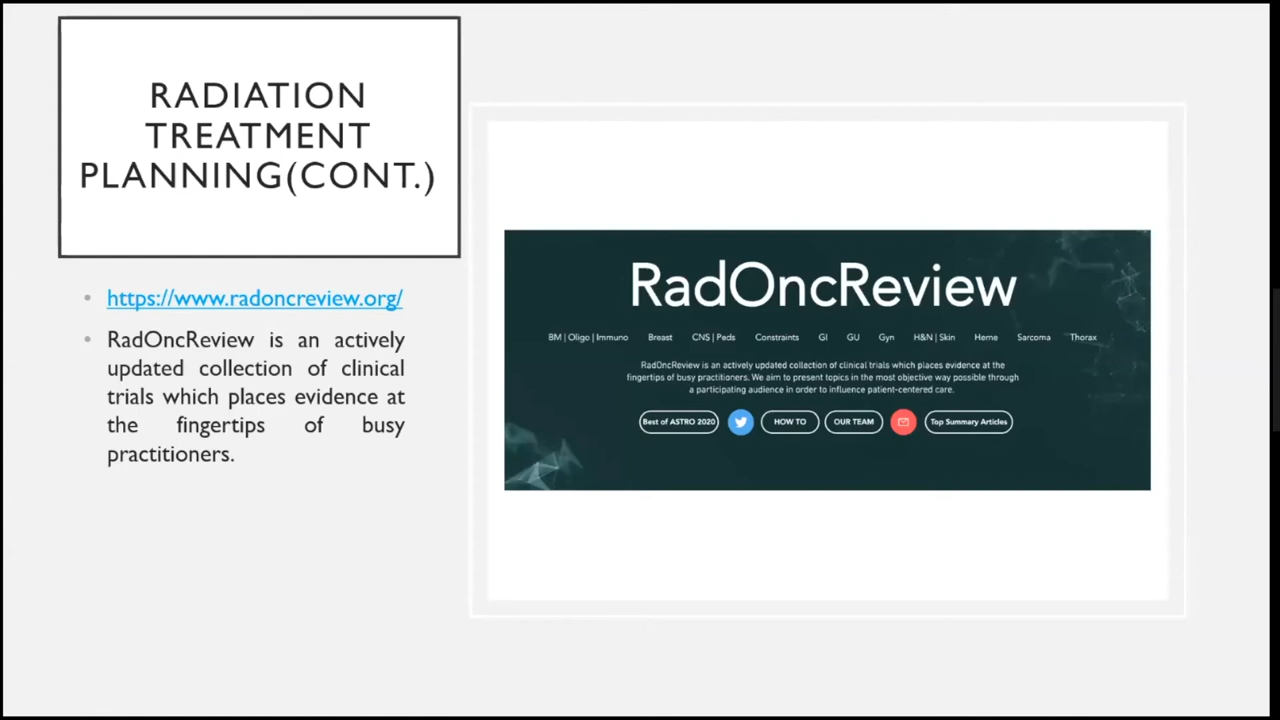 RADIATION
TREATMENT
PLANNING(CONT.)
• https://www.radoncreview.org/
• RadOncReview is an actively
updated collection of clinical
trials which places evidence at
the fingertips of busy
practitioners.
RadOncReview
BM | Oligo | Immuno Breast CNS | Peds Constraints GI GU Gyn H&N | Skin Heme Sarcoma Thorax
RadOncReview is an actively updated collection of clinical trials which places evidence at the
fingertips of busy practitioners. We aim to present topics in the most objective way possible through
a participating audience in order to influence patient-centered care.
Best of ASTRO 2020 HOW TO OUR TEAM Top Summary Articles